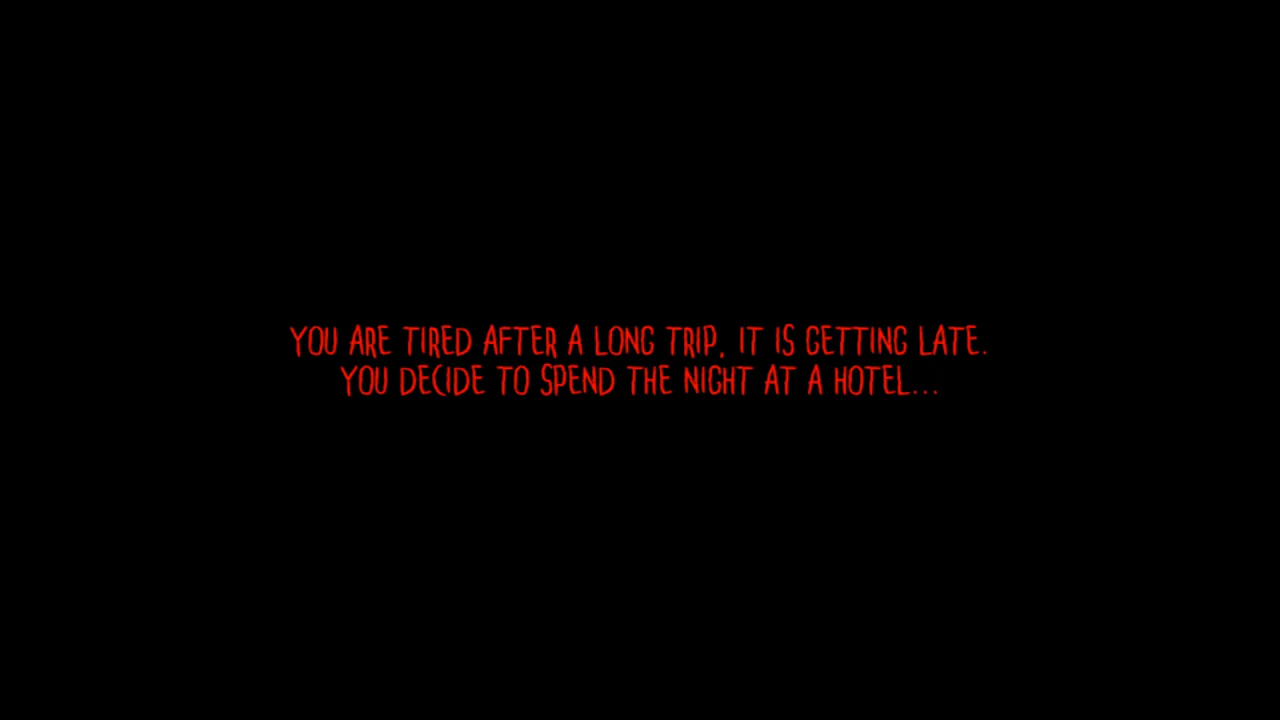 YOU ARE TIRED AFTER A LONG TRIP, IT IS GETTING LATE.
YOU DECIDE TO SPEND THE NIGHT AT A HOTEL...